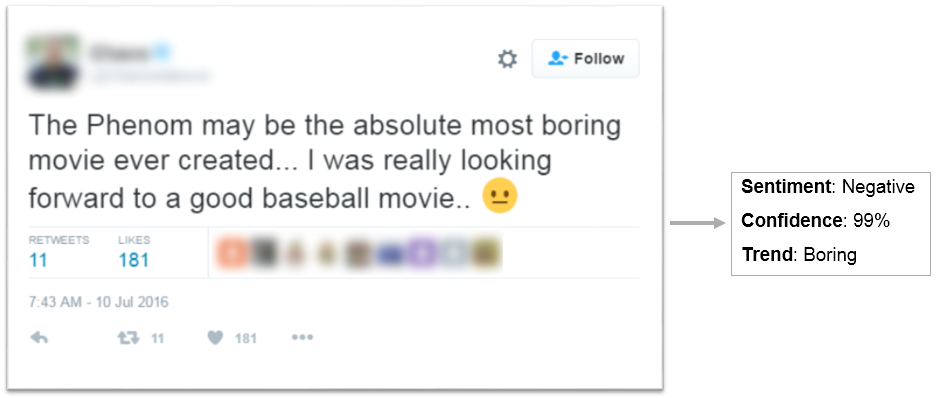 Follow
The Phenom may be the absolute most boring
movie ever created... I was really looking
forward to a good baseball movie.. 😐
RETWEETS LIKES
11 181
7:43 AM - 10 Jul 2016
11 181
Sentiment: Negative
Confidence: 99%
Trend: Boring